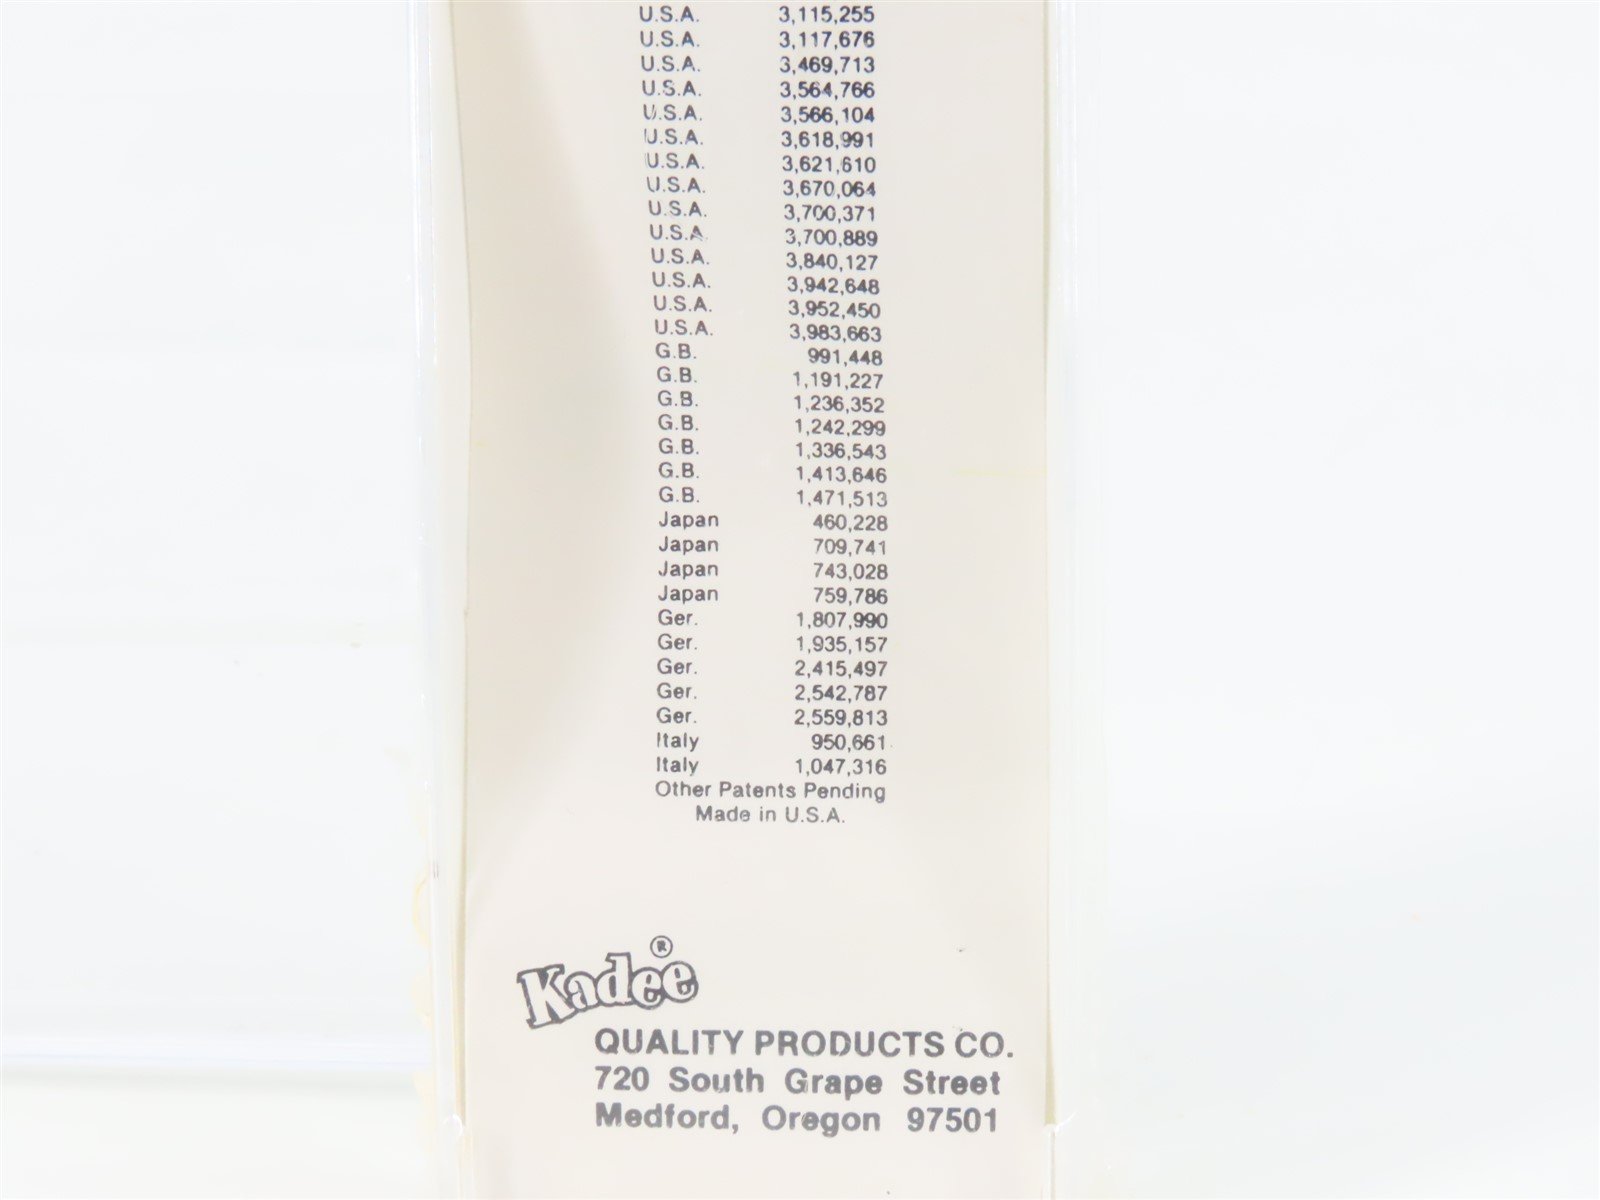 U.S.A. 3,115,255
U.S.A. 3,117,676
U.S.A. 3,469,713
U.S.A. 3,564,766
U.S.A. 3,566,104
U.S.A. 3,618,991
U.S.A. 3,621,610
U.S.A. 3,670,064
U.S.A. 3,700,371
U.S.A. 3,700,889
U.S.A. 3,840,127
U.S.A. 3,942,648
U.S.A. 3,952,450
U.S.A. 3,983,663
G.B. 991,448
G.B. 1,191,227
G.B. 1,236,352
G.B. 1,242,299
G.B. 1,336,543
G.B. 1,413,646
G.B. 1,471,513
Japan 460,228
Japan 709,741
Japan 743,028
Japan 759,786
Ger. 1,807,990
Ger. 1,935,157
Ger. 2,415,497
Ger. 2,542,787
Ger. 2,559,813
Italy 950,661
Italy 1,047,316
Other Patents Pending
Made in U.S.A.
Kadee®
QUALITY PRODUCTS CO.
720 South Grape Street
Medford, Oregon 97501